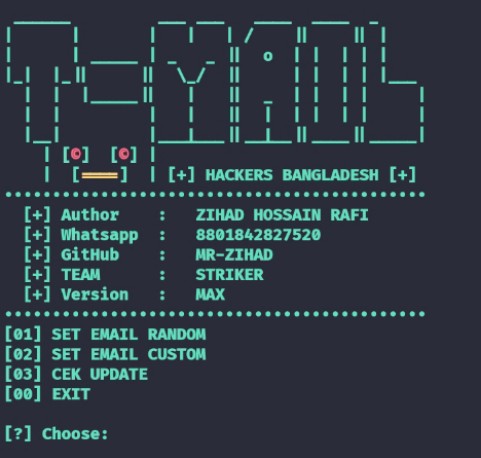 T-MAIL
[+] HACKERS BANGLADESH [+]
[+] Author : ZIHAD HOSSAIN RAFI
[+] Whatsapp : 8801842827520
[+] GitHub : MR-ZIHAD
[+] TEAM : STRIKER
[+] Version : MAX
[01] SET EMAIL RANDOM
[02] SET EMAIL CUSTOM
[03] CEK UPDATE
[00] EXIT
[?] Choose: